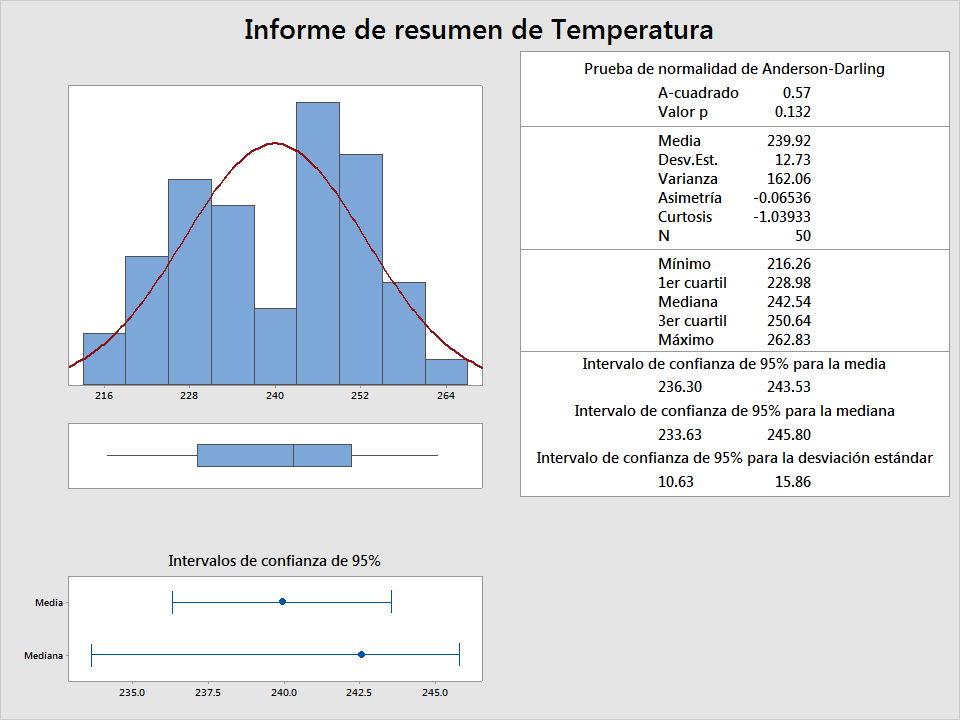 Informe de resumen de Temperatura
216 228 240 252 264
Prueba de normalidad de Anderson-Darling
A-cuadrado 0.57
Valor p 0.132
Media 239.92
Desv.Est. 12.73
Varianza 162.06
Asimetría -0.06536
Curtosis -1.03933
N 50
Mínimo 216.26
1er cuartil 228.98
Mediana 242.54
3er cuartil 250.64
Máximo 262.83
Intervalo de confianza de 95% para la media
236.30 243.53
Intervalo de confianza de 95% para la mediana
233.63 245.80
Intervalo de confianza de 95% para la desviación estándar
10.63 15.86
Intervalos de confianza de 95%
Media
Mediana
235.0 237.5 240.0 242.5 245.0